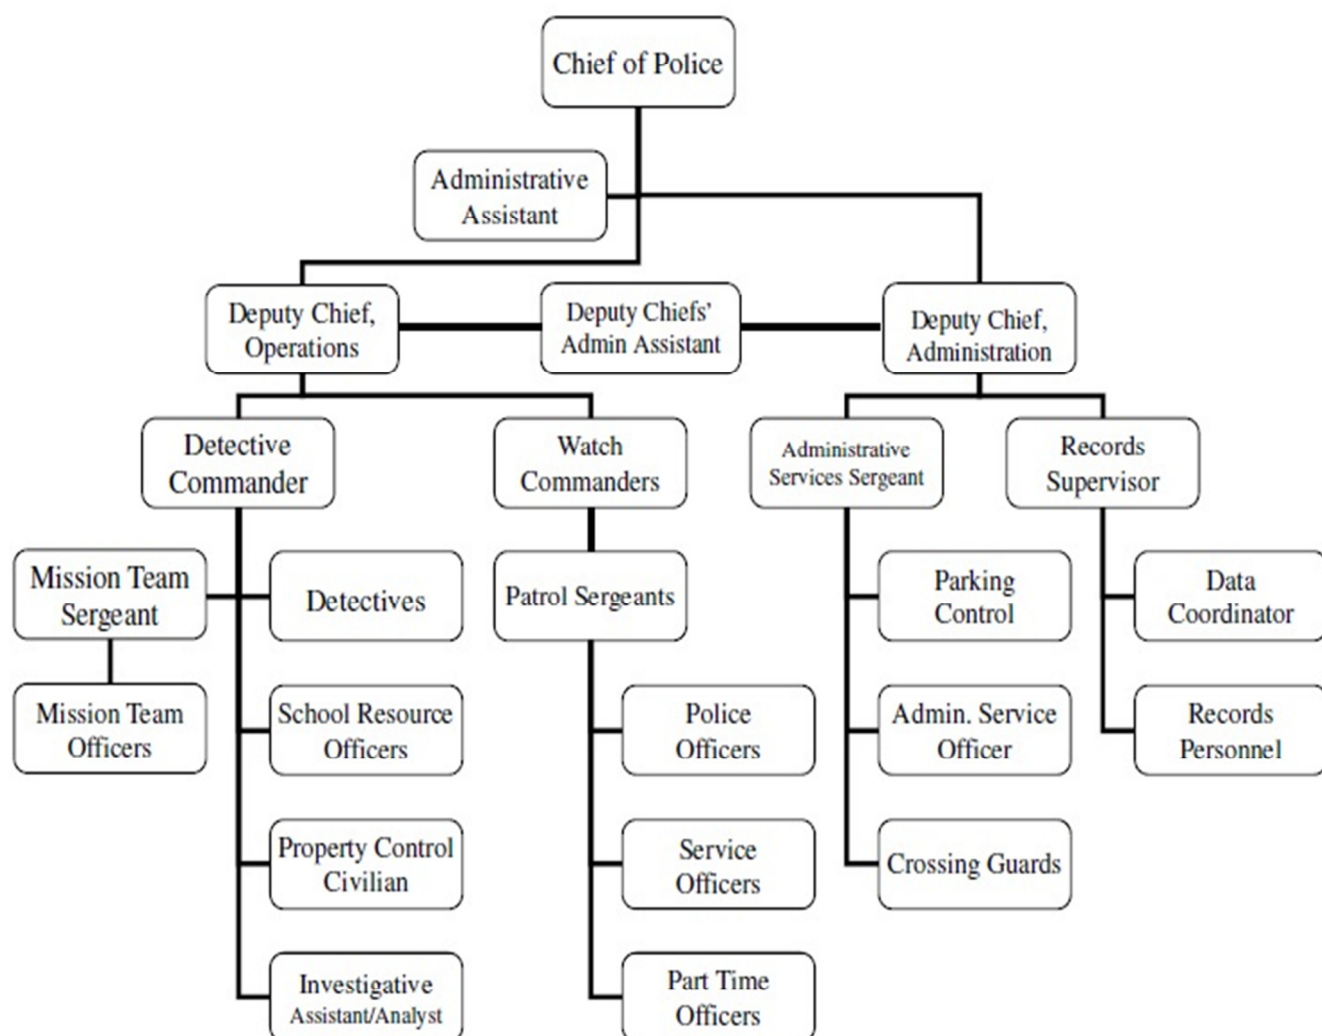 Chief of Police
Administrative
Assistant
Deputy Chief,
Operations
Deputy Chiefs'
Admin Assistant
Deputy Chief,
Administration
Detective
Commander
Watch
Commanders
Administrative
Services Sergeant
Records
Supervisor
Mission Team
Sergeant
Detectives
Patrol Sergeants
Parking
Control
Data
Coordinator
Mission Team
Officers
School Resource
Officers
Police
Officers
Admin. Service
Officer
Records
Personnel
Property Control
Civilian
Service
Officers
Crossing Guards
Investigative
Assistant/Analyst
Part Time
Officers